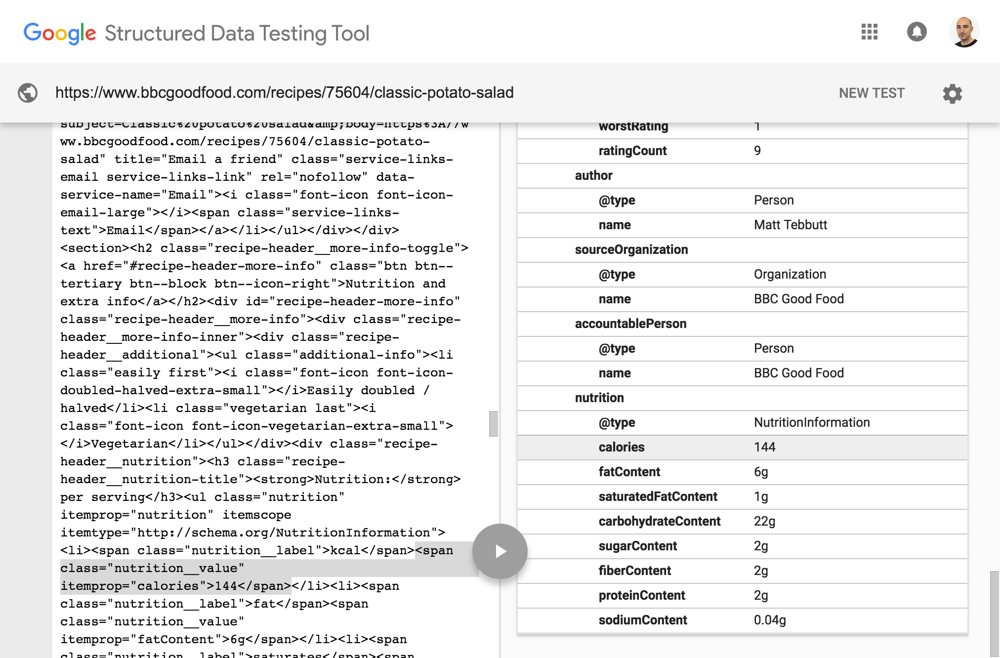 Google Structured Data Testing Tool
https://www.bbcgoodfood.com/recipes/75604/classic-potato-salad
NEW TEST
subject=Classic%20potato%20salad&amp;body=https%3A//w
ww.bbcgoodfood.com/recipes/75604/classic-potato-
salad" title="Email a friend" class="service-links-
email service-links-link" rel="nofollow" data-
service-name="Email"><i class="font-icon font-icon-
email-large"></i><span class="service-links-
text">Email</span></a></li></ul></div></div>
<section><h2 class="recipe-header__more-info-toggle">
<a href="#recipe-header-more-info" class="btn btn--
tertiary btn--block btn--icon-right">Nutrition and
extra info</a></h2><div id="recipe-header-more-info"
class="recipe-header__more-info"><div class="recipe-
header__more-info-inner"><div class="recipe-
header__additional"><ul class="additional-info"><li
class="easily first"><i class="font-icon font-icon-
doubled-halved-extra-small"></i>Easily doubled /
halved</li><li class="vegetarian last"><i
class="font-icon font-icon-vegetarian-extra-small">
</i>Vegetarian</li></ul></div><div class="recipe-
header__nutrition"><h3 class="recipe-
header__nutrition-title"><strong>Nutrition:</strong>
per serving</h3><ul class="nutrition"
itemprop="nutrition" itemscope
itemtype="http://schema.org/NutritionInformation">
<li><span class="nutrition__label">kcal</span><span
class="nutrition__value"
itemprop="calories">144</span></li><li><span
class="nutrition__label">fat</span><span
class="nutrition__value"
itemprop="fatContent">6g</span></li><li><span
class="nutrition__label">saturates</span><span
worstRating 1
ratingCount 9
author
@type Person
name Matt Tebbutt
sourceOrganization
@type Organization
name BBC Good Food
accountablePerson
@type Person
name BBC Good Food
nutrition
@type NutritionInformation
calories 144
fatContent 6g
saturatedFatContent 1g
carbohydrateContent 22g
sugarContent 2g
fiberContent 2g
proteinContent 2g
sodiumContent 0.04g